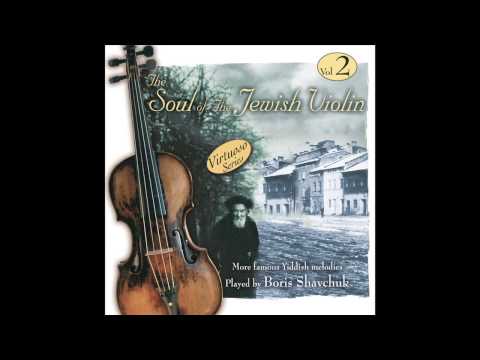 Vol 2
The
Soul of The Jewish Violin
Virtuoso
Series
More famous Yiddish melodies
Played by Boris Shavchuk